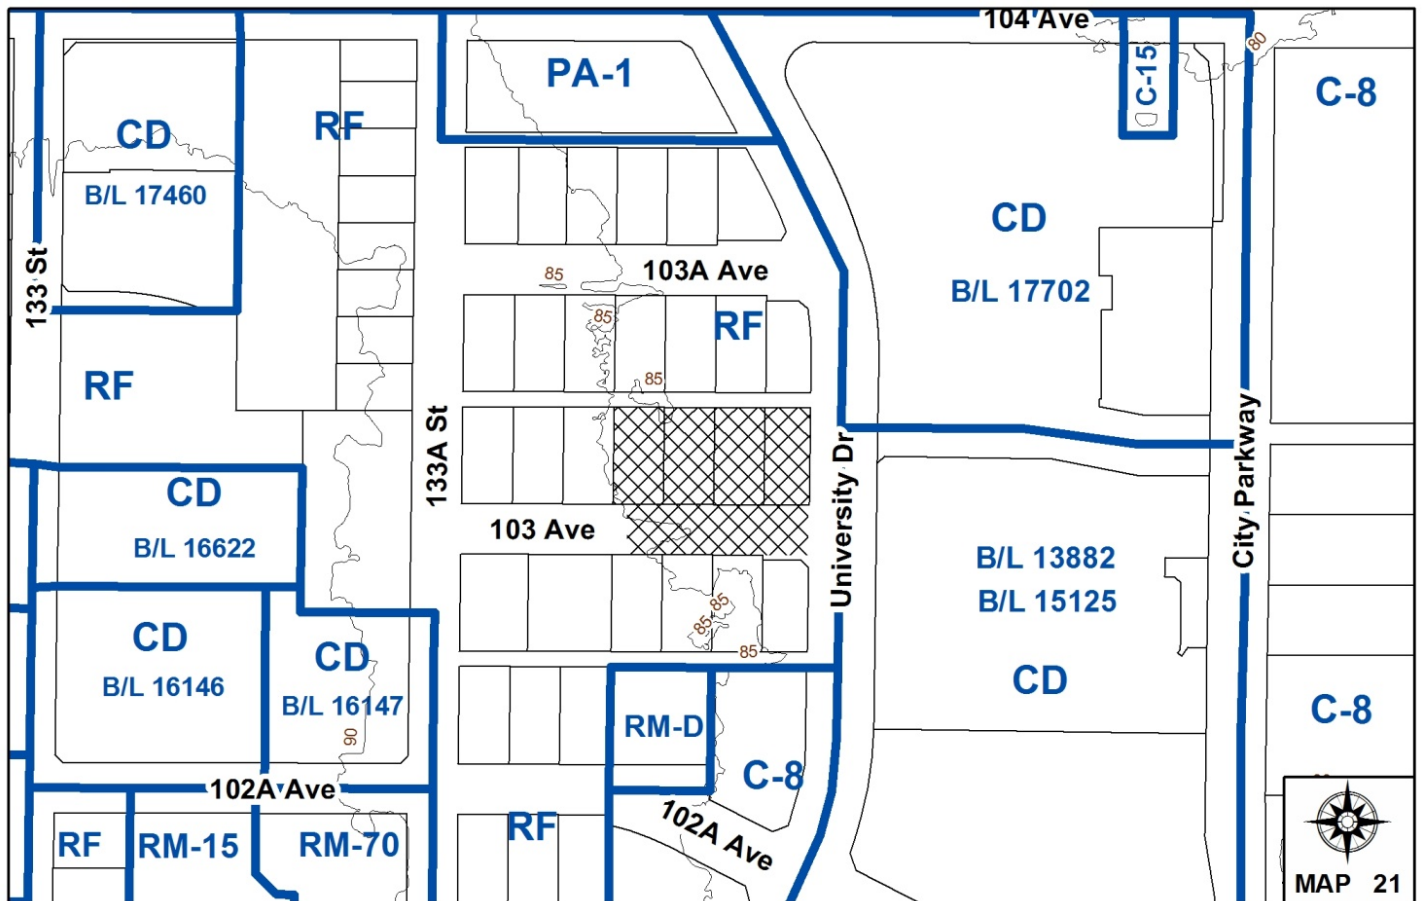 104 Ave
80
C-15
PA-1
C-8
RF
CD
B/L 17460
CD
B/L 17702
133 St
103A Ave
85
85
RF
85
RF
133A St
City Parkway
University Dr
CD
B/L 16622
103 Ave
B/L 13882
B/L 15125
85
85
85
CD
B/L 16146
CD
B/L 16147
90
RM-D
CD
C-8
C-8
102A Ave
102A Ave
RF
RM-15
RM-70
RF
MAP 21